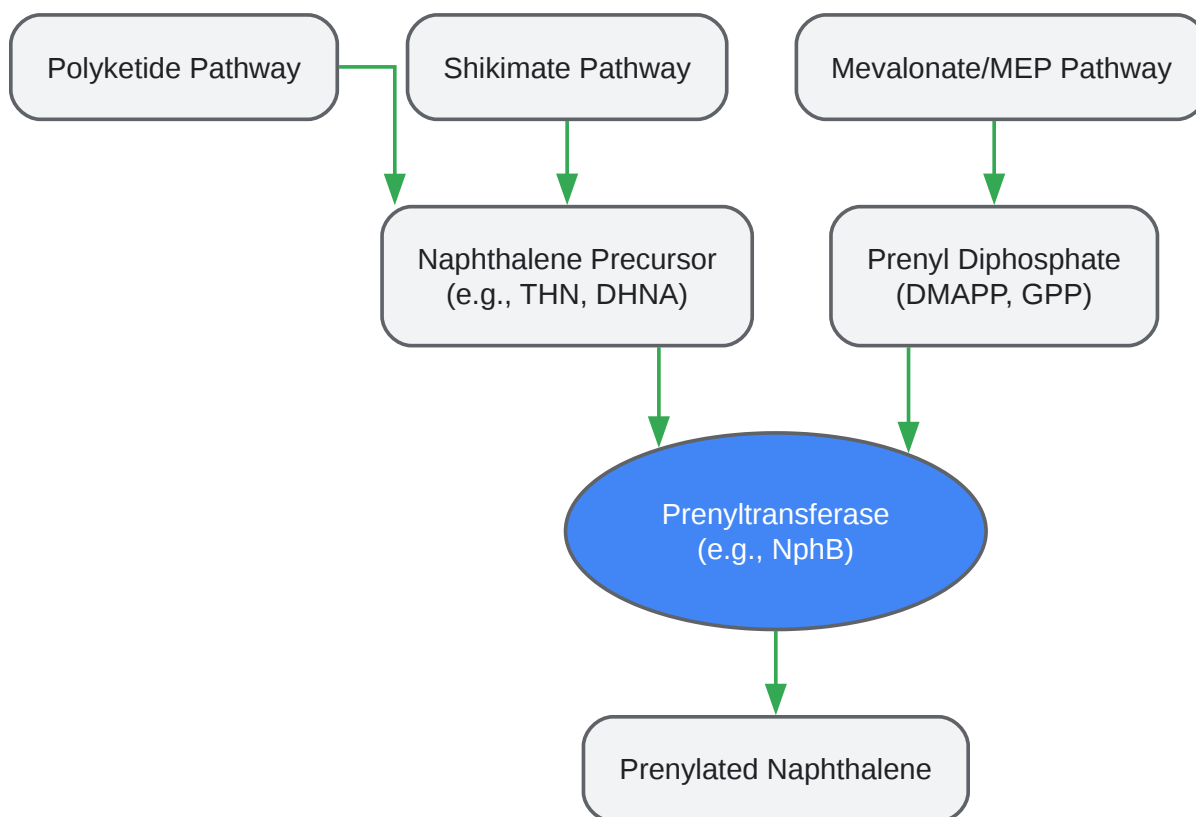 Polyketide Pathway
Shikimate Pathway
Mevalonate/MEP Pathway
Naphthalene Precursor
(e.g., THN, DHNA)
Prenyl Diphosphate
(DMAPP, GPP)
Prenyltransferase
(e.g., NphB)
Prenylated Naphthalene